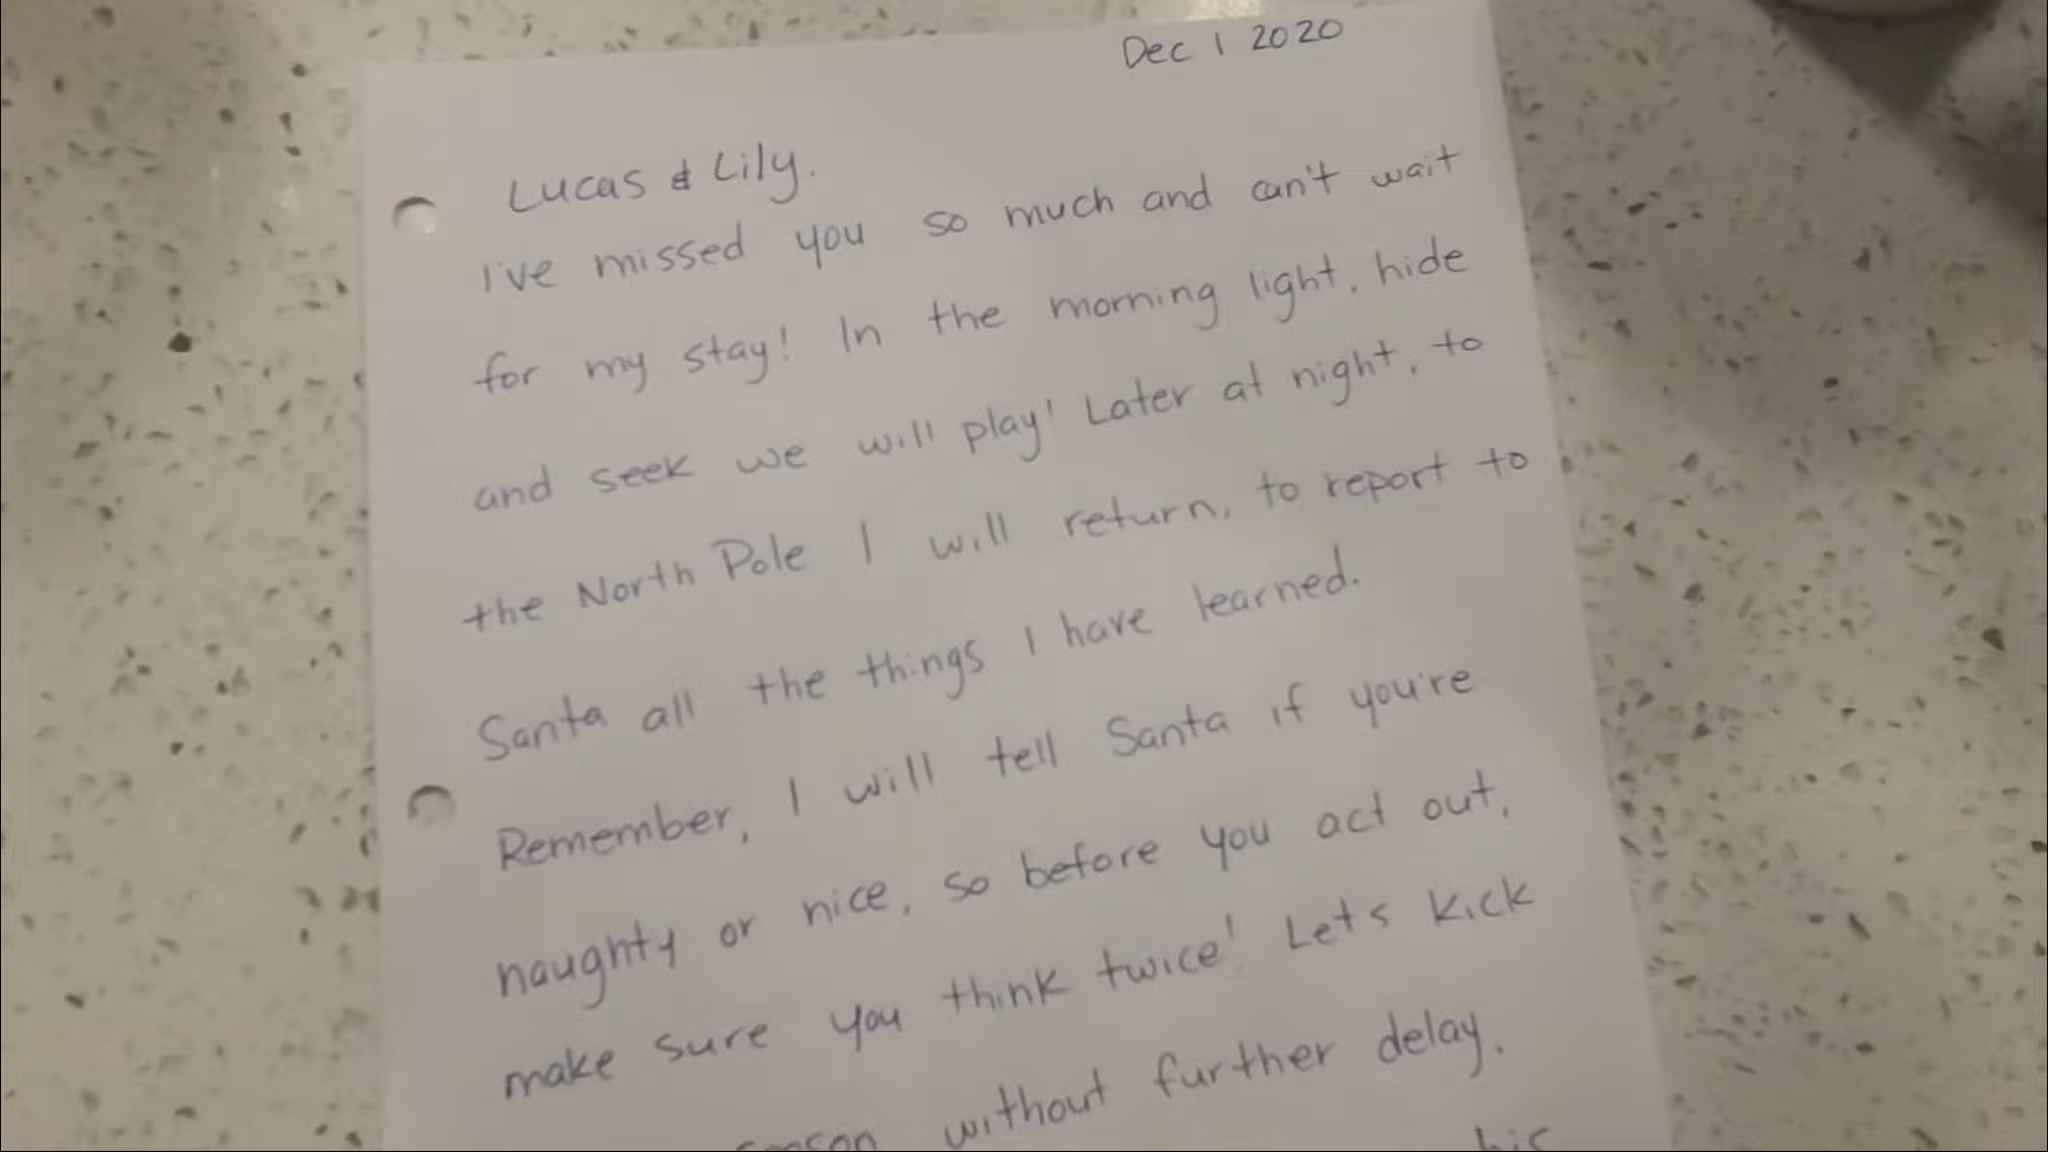 Dec 1 2020
Lucas & Lily.
I've missed you so much and can't wait
for my stay! In the morning light, hide
and seek we will play! Later at night, to
the North Pole I will return, to report to
Santa all the things I have learned.
Remember, I will tell Santa if you're
naughty or nice, so before you act out,
make sure you think twice! Let's kick
season without further delay.
his